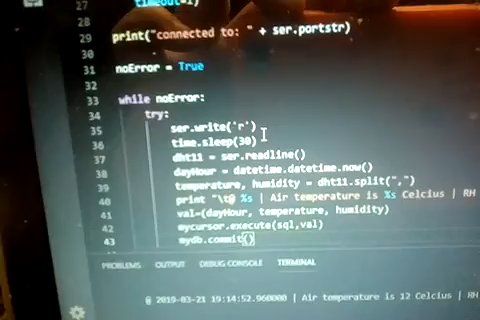 27 timeout=1)
28
29 print("connected to: " + ser.portstr)
30
31 noError = True
32
33 while noError:
34 try:
35 ser.write('r')
36 time.sleep(30)
37 dht11 = ser.readline()
38 dayHour = datetime.datetime.now()
39 temperature, humidity = dht11.split(",")
40 print "\t@ %s | Air temperature is %s Celcius | RH
41 val=(dayHour, temperature, humidity)
42 mycursor.execute(sql,val)
43 mydb.commit()
PROBLEMS OUTPUT DEBUG CONSOLE TERMINAL
@ 2019-03-21 19:14:52.960000 | Air temperature is 12 Celcius | RH